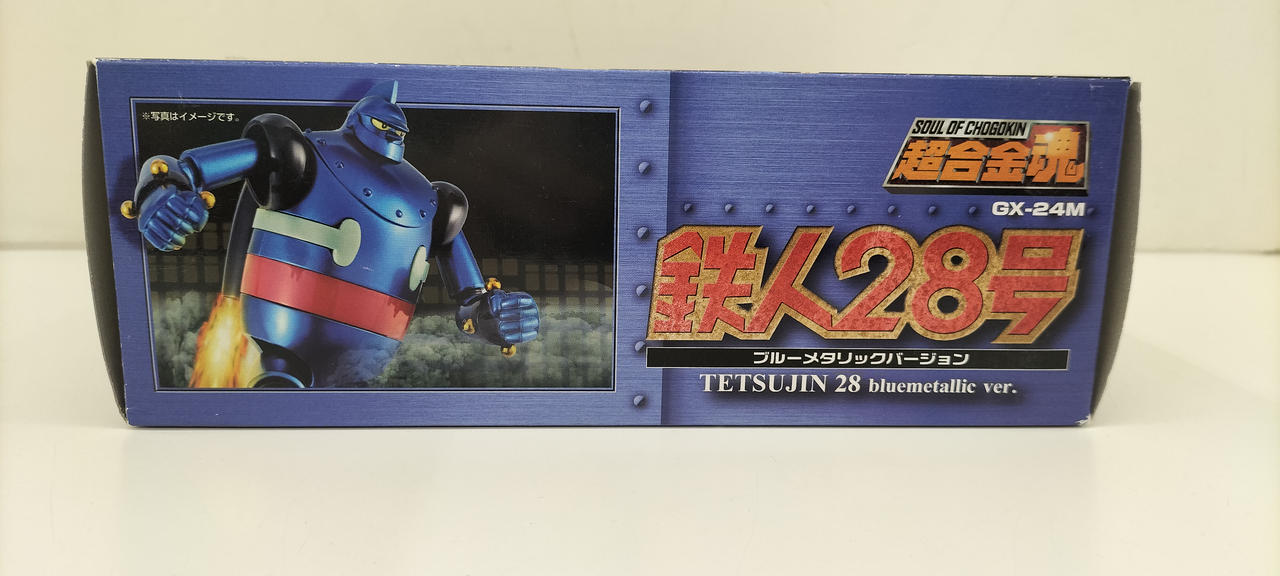 ※写真はイメージです。
SOUL OF CHOGOKIN
超合金魂
GX-24M
鉄人28号
ブルーメタリックバージョン
TETSUJIN 28 bluemetallic ver.